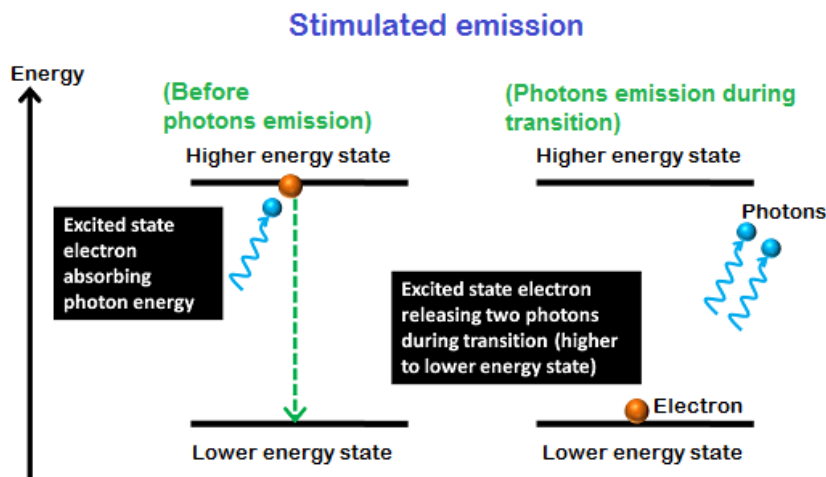 Stimulated emission
Energy
(Before
photons emission)
Higher energy state
Excited state
electron
absorbing
photon energy
Lower energy state
(Photons emission during
transition)
Higher energy state
Photons
Excited state electron
releasing two photons
during transition (higher
to lower energy state)
Electron
Lower energy state